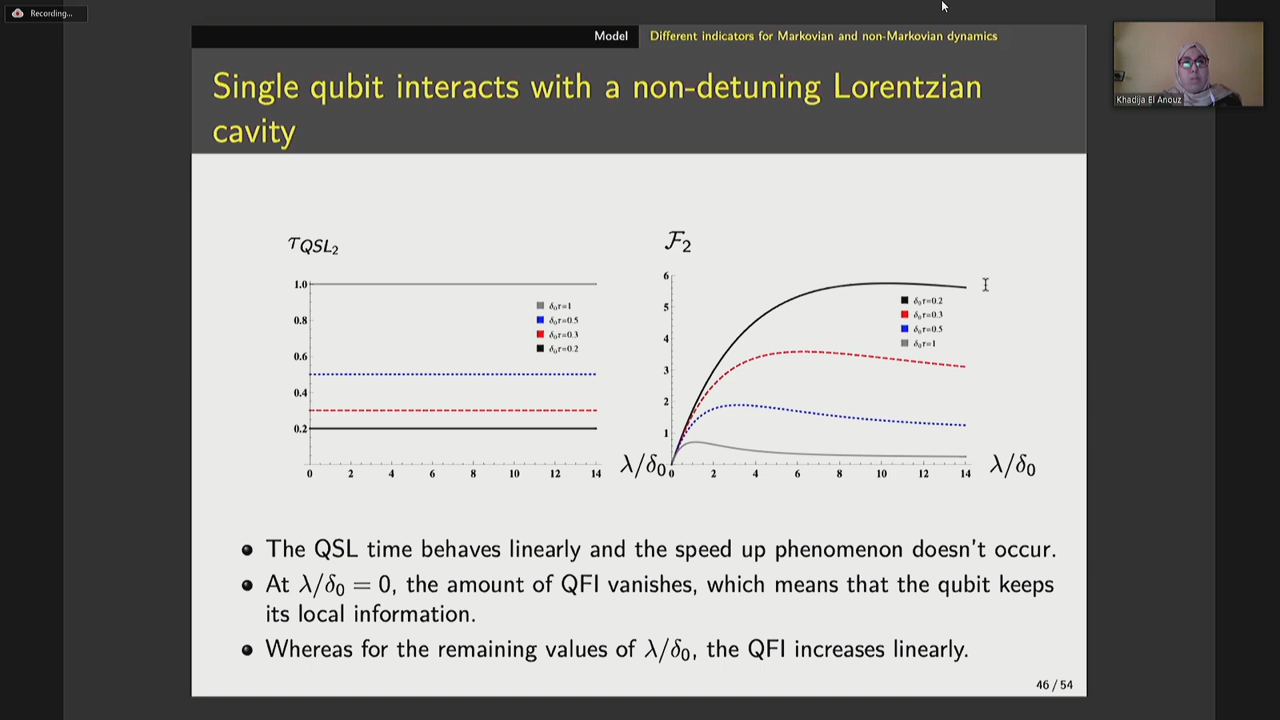 Recording...
Model
Different indicators for Markovian and non-Markovian dynamics
Single qubit interacts with a non-detuning Lorentzian
cavity
Khadija El Anouz
τQSL₂
1.0
0.8
0.6
0.4
0.2
0 2 4 6 8 10 12 14
λ/δ₀
δ₀τ=1
δ₀τ=0.5
δ₀τ=0.3
δ₀τ=0.2
ℱ₂
6
5
4
3
2
1
0 2 4 6 8 10 12 14
λ/δ₀
δ₀τ=0.2
δ₀τ=0.3
δ₀τ=0.5
δ₀τ=1
The QSL time behaves linearly and the speed up phenomenon doesn't occur.
At λ/δ₀ = 0, the amount of QFI vanishes, which means that the qubit keeps
its local information.
Whereas for the remaining values of λ/δ₀, the QFI increases linearly.
46 / 54